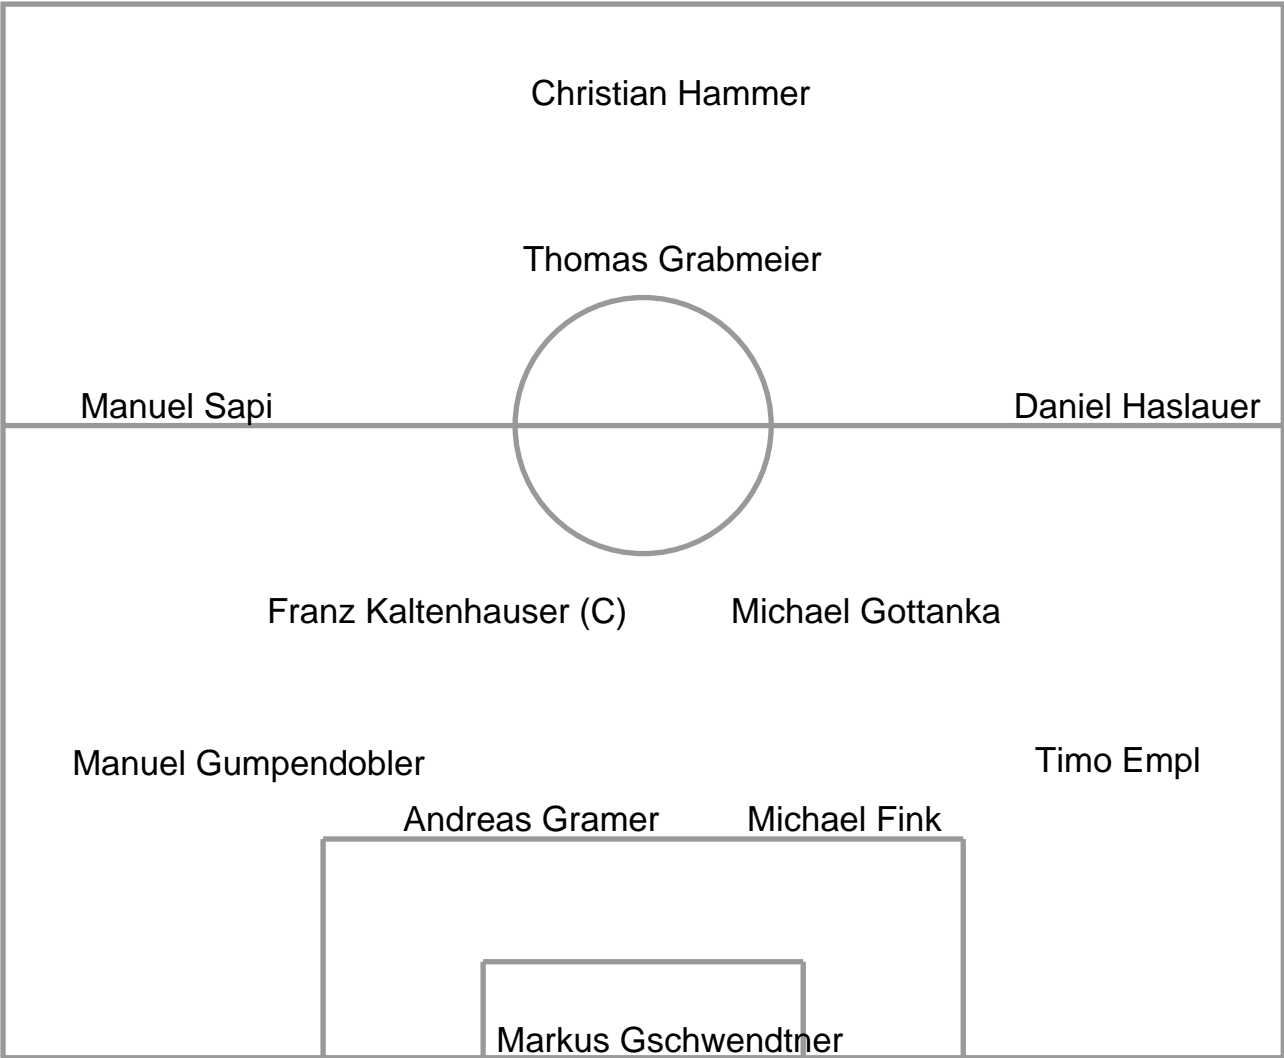 Christian Hammer
Thomas Grabmeier
Manuel Sapi
Daniel Haslauer
Franz Kaltenhauser (C)
Michael Gottanka
Manuel Gumpendobler
Timo Empl
Andreas Gramer
Michael Fink
Markus Gschwendtner